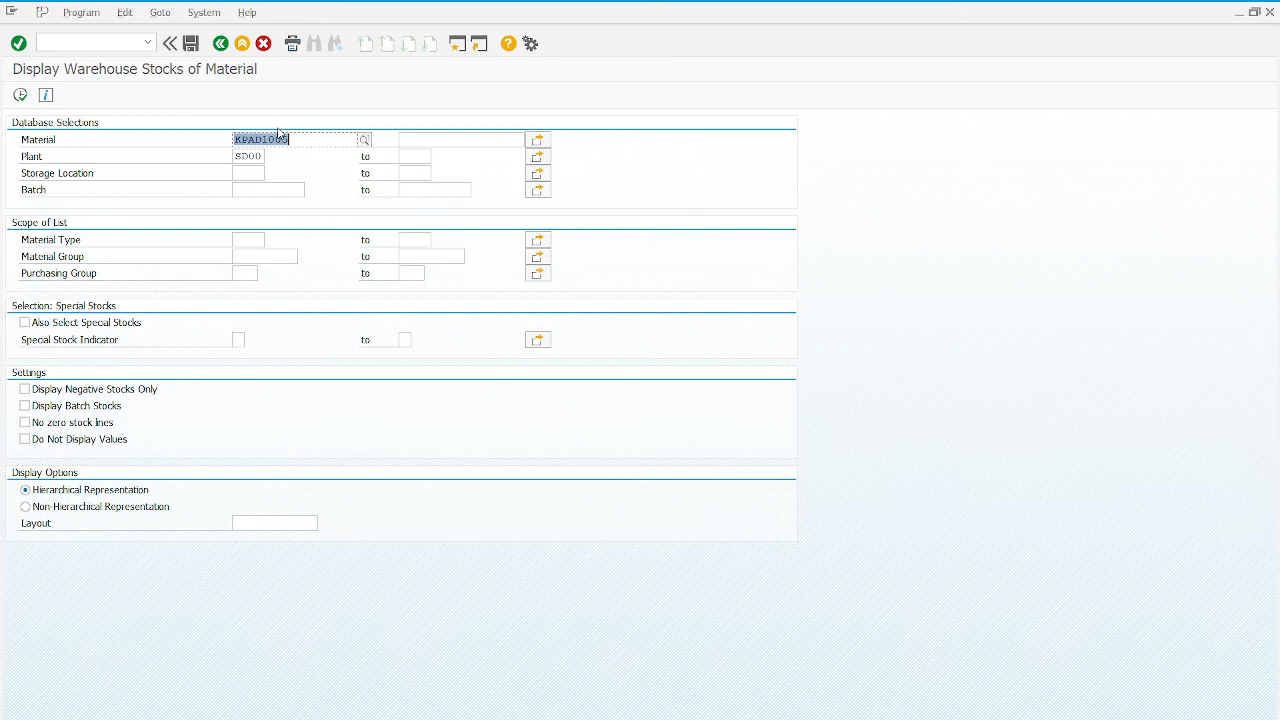 Program Edit Goto System Help
Display Warehouse Stocks of Material
Database Selections
Material KPAD1005
Plant SD00 to
Storage Location to
Batch to
Scope of List
Material Type to
Material Group to
Purchasing Group to
Selection: Special Stocks
Also Select Special Stocks
Special Stock Indicator to
Settings
Display Negative Stocks Only
Display Batch Stocks
No zero stock lines
Do Not Display Values
Display Options
Hierarchical Representation
Non-Hierarchical Representation
Layout